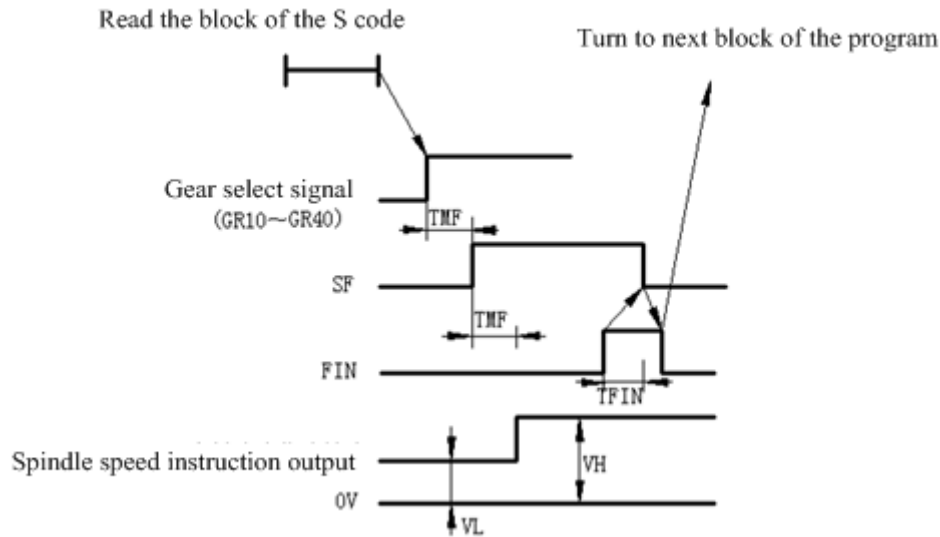 Read the block of the S code
Turn to next block of the program
Gear select signal
(GR10～GR40)
TMF
SF
TMF
FIN
TFIN
Spindle speed instruction output
VH
0V
VL